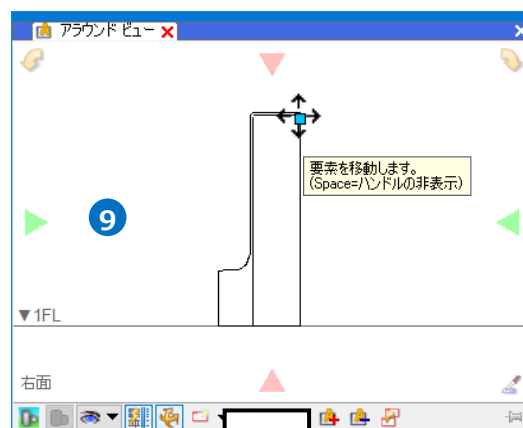 アラウンド ビュー
要素を移動します。
(Space=ハンドルの非表示)
9
▼1FL
右面